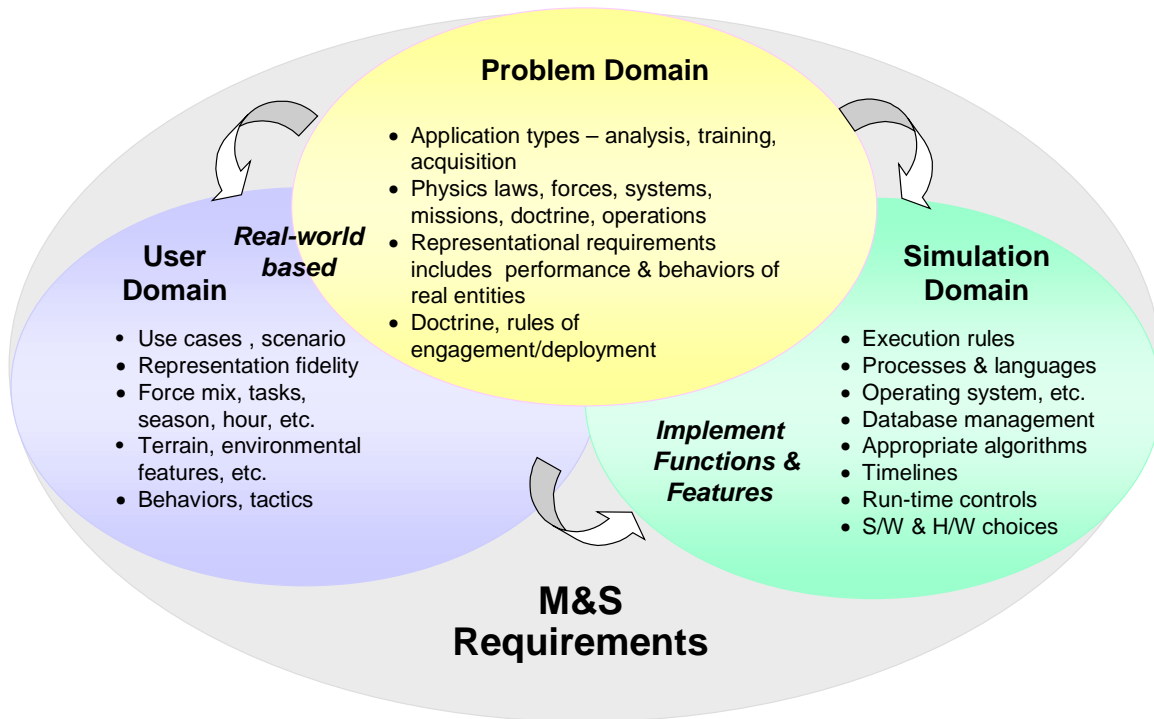 Problem Domain
• Application types – analysis, training,
acquisition
• Physics laws, forces, systems,
missions, doctrine, operations
• Representational requirements
includes performance & behaviors of
real entities
• Doctrine, rules of
engagement/deployment
Real-world
based
User
Domain
• Use cases , scenario
• Representation fidelity
• Force mix, tasks,
season, hour, etc.
• Terrain, environmental
features, etc.
• Behaviors, tactics
Simulation
Domain
• Execution rules
• Processes & languages
• Operating system, etc.
• Database management
• Appropriate algorithms
• Timelines
• Run-time controls
• S/W & H/W choices
Implement
Functions &
Features
M&S
Requirements